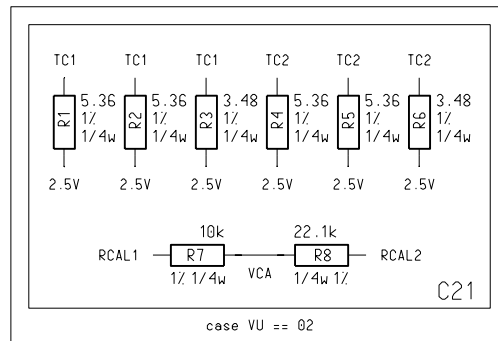 TC1 TC1 TC1 TC2 TC2 TC2
R1 5.36 1% 1/4w
R2 5.36 1% 1/4w
R3 3.48 1% 1/4w
R4 5.36 1% 1/4w
R5 5.36 1% 1/4w
R6 3.48 1% 1/4w
2.5V 2.5V 2.5V 2.5V 2.5V 2.5V
10k 22.1k
RCAL1 R7 R8 RCAL2
1% 1/4w VCA 1/4w 1%
C21
case VU == 02